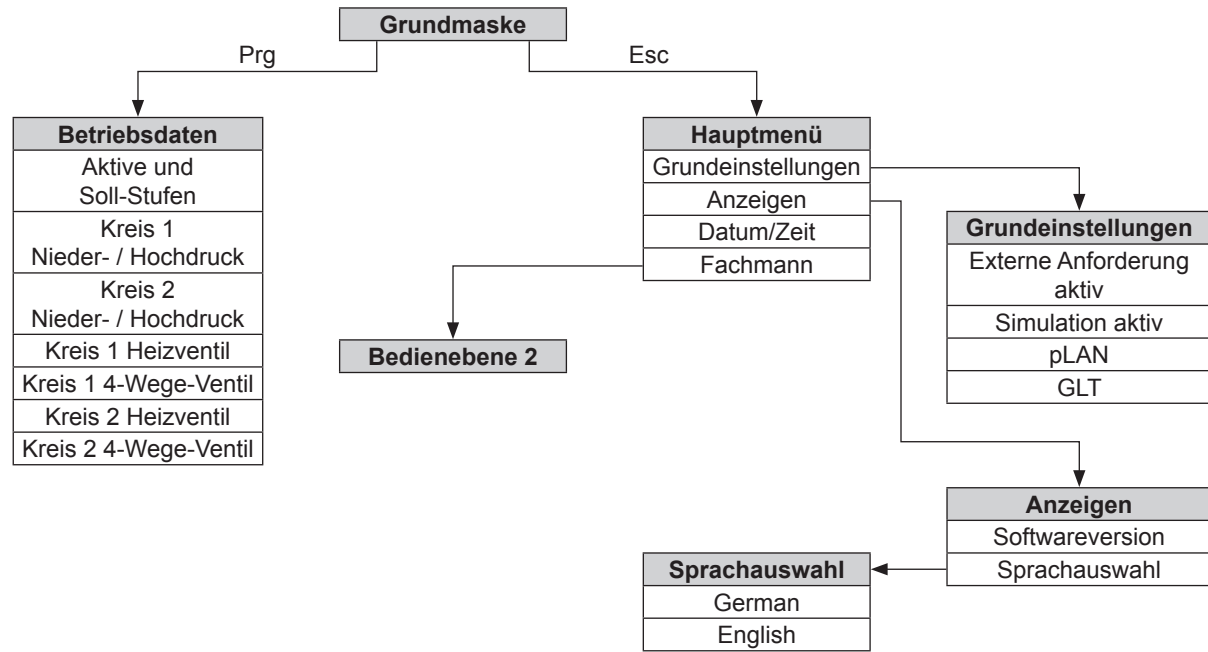 Grundmaske
Prg
Esc
Betriebsdaten
Aktive und
Soll-Stufen
Kreis 1
Nieder- / Hochdruck
Kreis 2
Nieder- / Hochdruck
Kreis 1 Heizventil
Kreis 1 4-Wege-Ventil
Kreis 2 Heizventil
Kreis 2 4-Wege-Ventil
Hauptmenü
Grundeinstellungen
Anzeigen
Datum/Zeit
Fachmann
Bedienebene 2
Grundeinstellungen
Externe Anforderung
aktiv
Simulation aktiv
pLAN
GLT
Anzeigen
Softwareversion
Sprachauswahl
Sprachauswahl
German
English